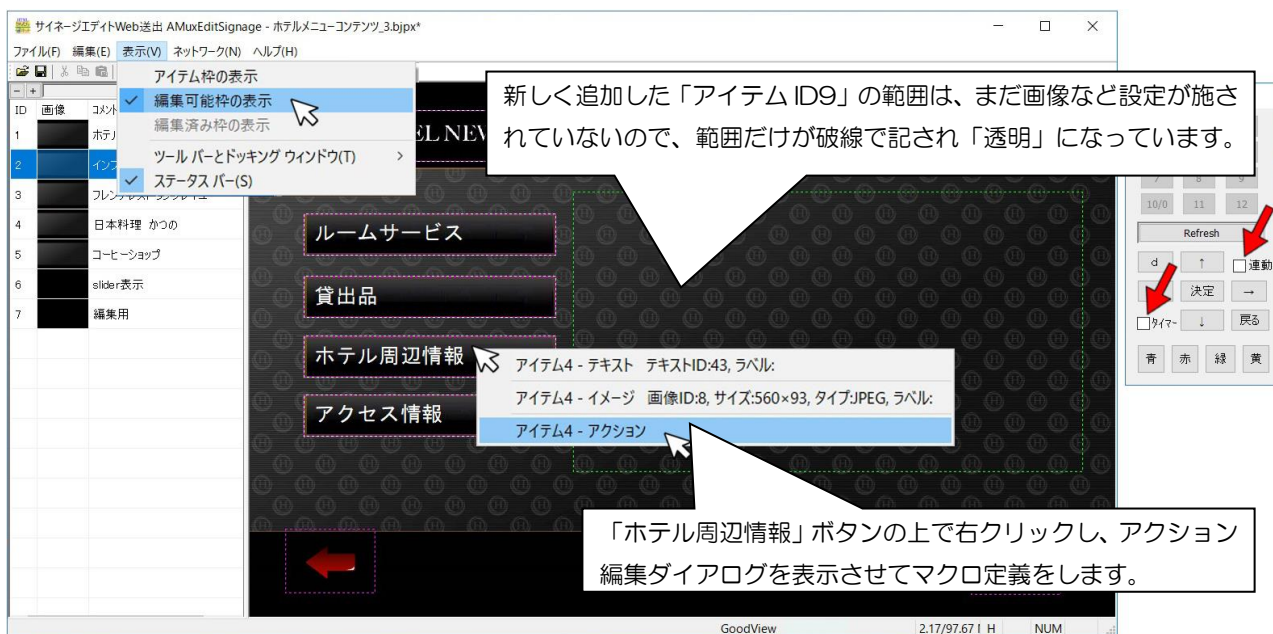 サイネージエディトWeb送出 AMuxEditSignage - ホテルメニューコンテンツ_3.bjpx*
ファイル(F) 編集(E) 表示(V) ネットワーク(N) ヘルプ(H)
アイテム枠の表示
編集可能枠の表示
編集済み枠の表示
ツール バーとドッキング ウィンドウ(T)
ステータス バー(S)
ID 画像
1
2
3
4 日本料理 かつの
5 コーヒーショップ
6 slider表示
7 編集用
新しく追加した「アイテム ID9」の範囲は、まだ画像など設定が施さ
れていないので、範囲だけが破線で記され「透明」になっています。
ルームサービス
貸出品
ホテル周辺情報
アクセス情報
アイテム4 - テキスト テキストID:43, ラベル:
アイテム4 - イメージ 画像ID:8, サイズ:560×93, タイプ:JPEG, ラベル:
アイテム4 - アクション
「ホテル周辺情報」ボタンの上で右クリックし、アクション
編集ダイアログを表示させてマクロ定義をします。
10/0 11 12
Refresh
d ↑ 連動
決定 →
タイマー ↓ 戻る
青 赤 緑 黄
GoodView
H NUM